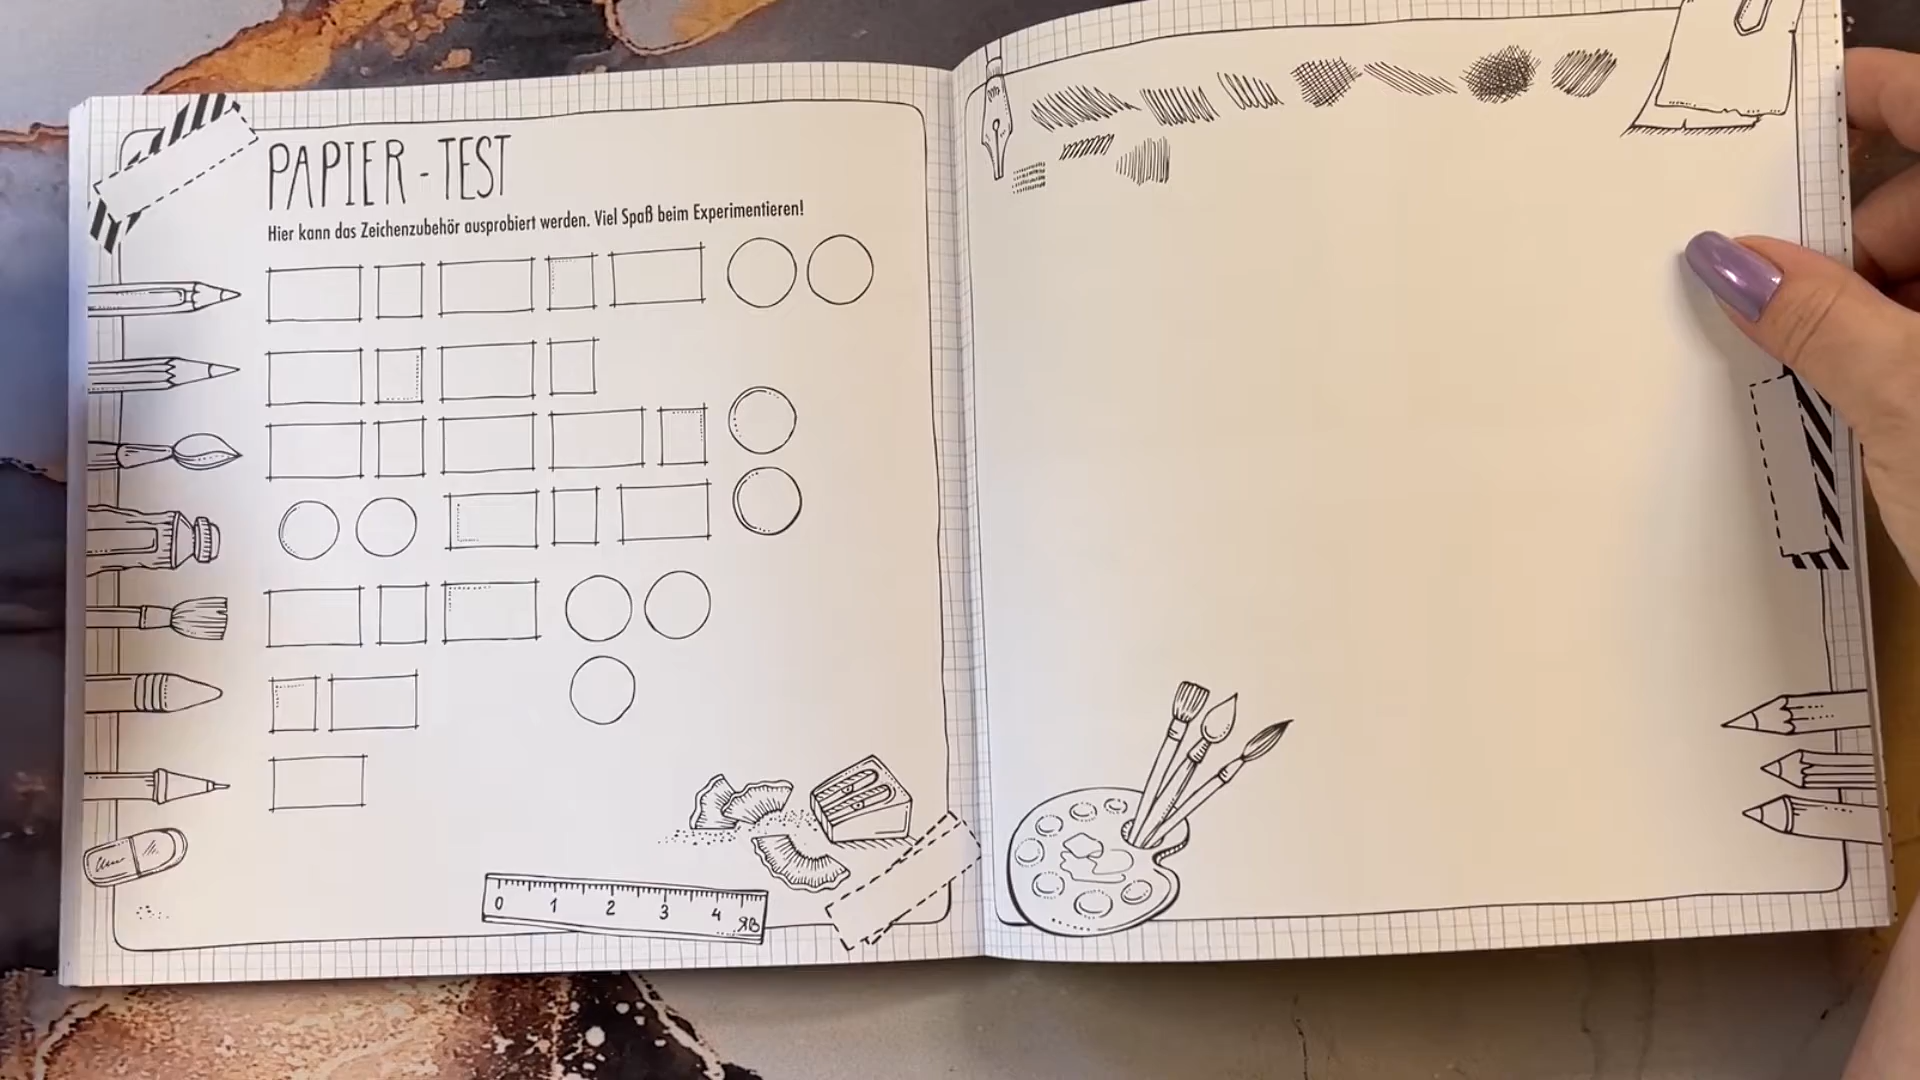 PAPIER-TEST
Hier kann das Zeichenzubehör ausprobiert werden. Viel Spaß beim Experimentieren!
0 1 2 3 4